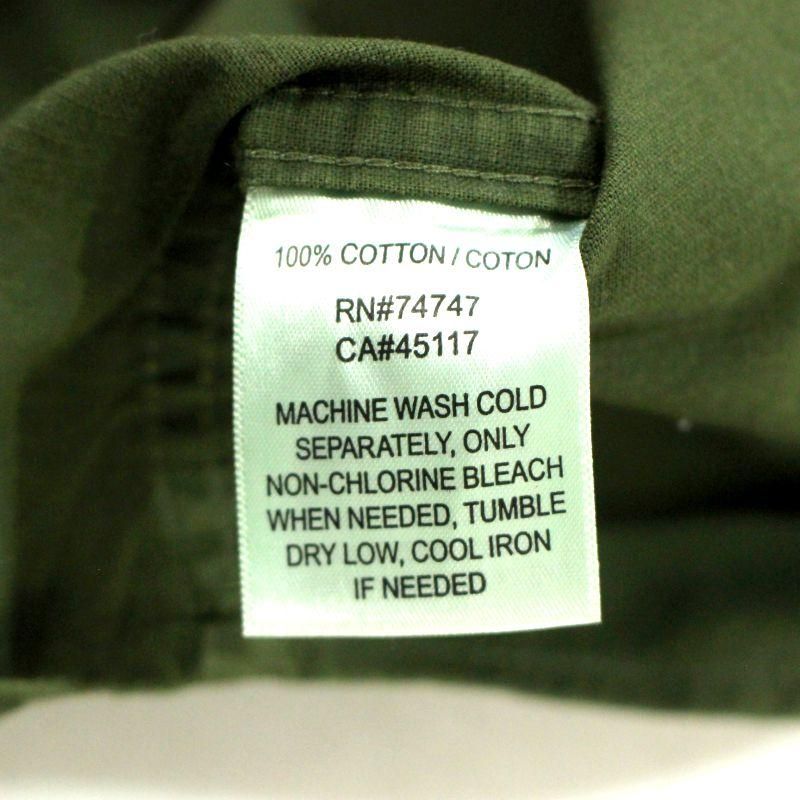 100% COTTON / COTON
RN#74747
CA#45117
MACHINE WASH COLD
SEPARATELY, ONLY
NON-CHLORINE BLEACH
WHEN NEEDED, TUMBLE
DRY LOW, COOL IRON
IF NEEDED